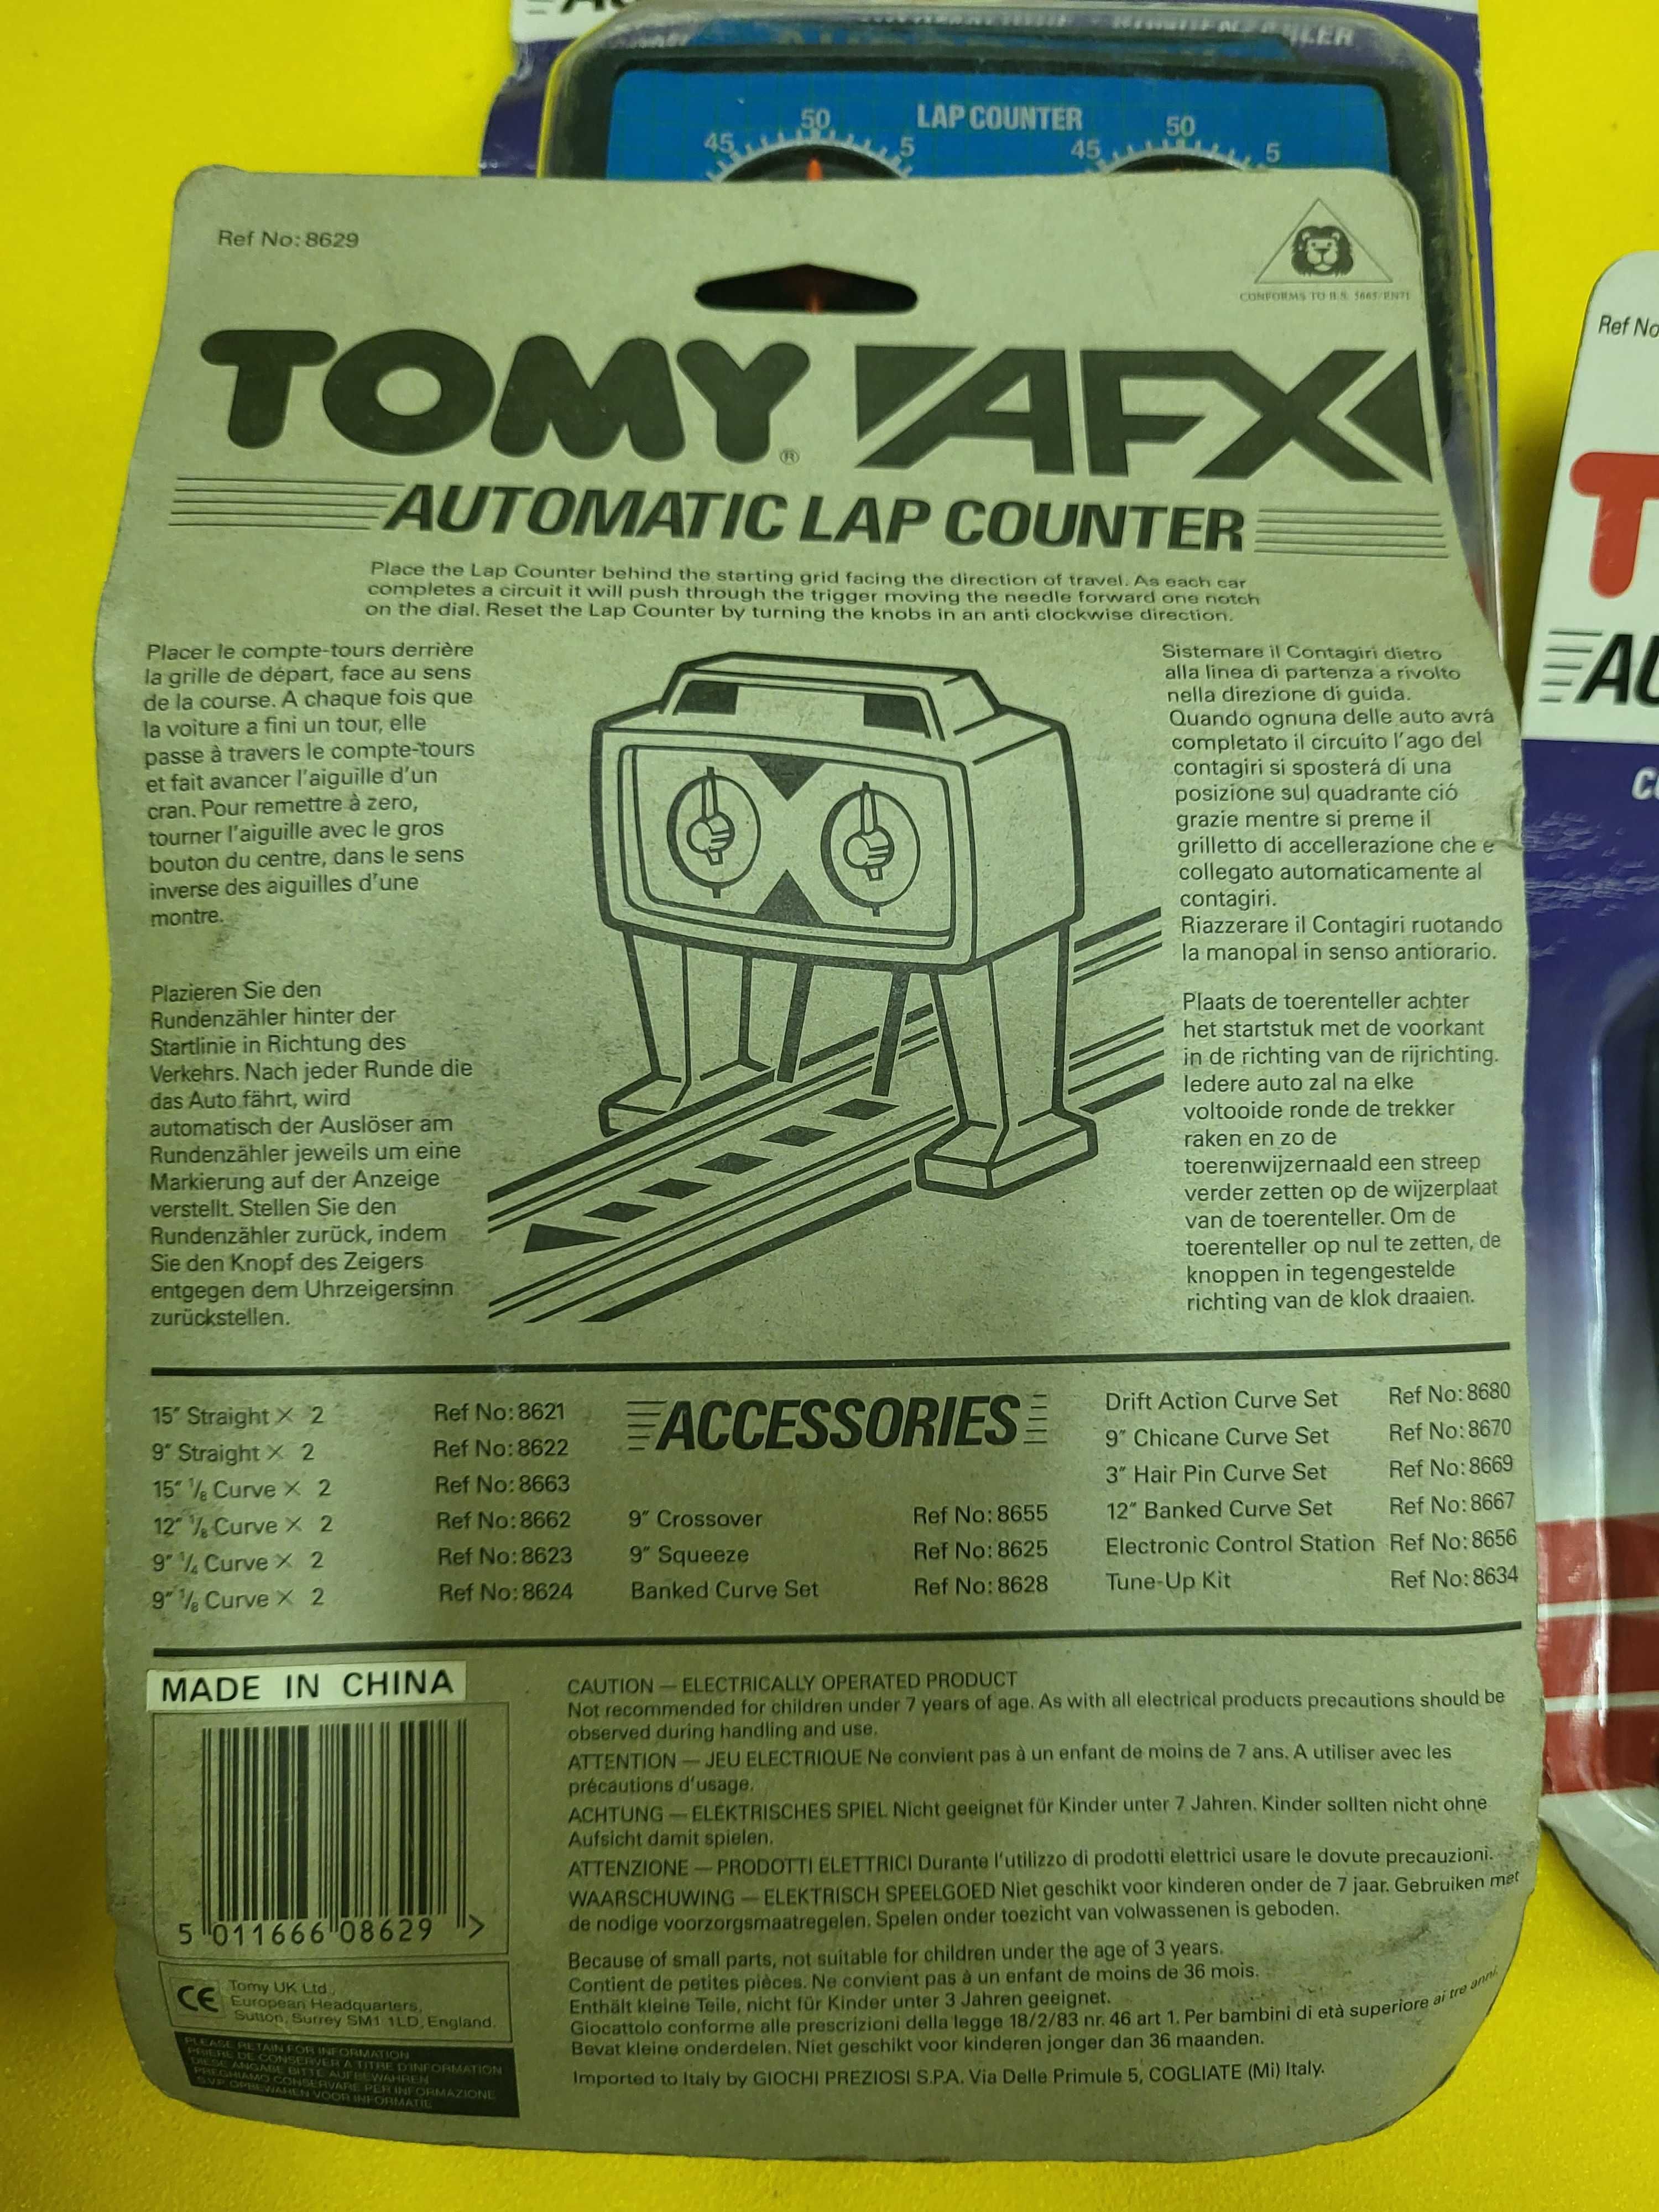 LAP COUNTER
45 50 5 45 50 5
Ref No: 8629
CONFORMS TO B.S. 5665/EN71
TOMY® AFX
AUTOMATIC LAP COUNTER
Place the Lap Counter behind the starting grid facing the direction of travel. As each car
completes a circuit it will push through the trigger moving the needle forward one notch
on the dial. Reset the Lap Counter by turning the knobs in an anti clockwise direction.
Placer le compte-tours derrière
la grille de départ, face au sens
de la course. A chaque fois que
la voiture a fini un tour, elle
passe à travers le compte-tours
et fait avancer l'aiguille d'un
cran. Pour remettre à zero,
tourner l'aiguille avec le gros
bouton du centre, dans le sens
inverse des aiguilles d'une
montre.
Plazieren Sie den
Rundenzähler hinter der
Startlinie in Richtung des
Verkehrs. Nach jeder Runde die
das Auto fährt, wird
automatisch der Auslöser am
Rundenzähler jeweils um eine
Markierung auf der Anzeige
verstellt. Stellen Sie den
Rundenzähler zurück, indem
Sie den Knopf des Zeigers
entgegen dem Uhrzeigersinn
zurückstellen.
Sistemare il Contagiri dietro
alla linea di partenza a rivolto
nella direzione di guida.
Quando ognuna delle auto avrá
completato il circuito l'ago del
contagiri si sposterá di una
posizione sul quadrante ció
grazie mentre si preme il
grilletto di accellerazione che e
collegato automaticamente al
contagiri.
Riazzerare il Contagiri ruotando
la manopal in senso antiorario.
Plaats de toerenteller achter
het startstuk met de voorkant
in de richting van de rijrichting.
Iedere auto zal na elke
voltooide ronde de trekker
raken en zo de
toerenwijzernaald een streep
verder zetten op de wijzerplaat
van de toerenteller. Om de
toerenteller op nul te zetten, de
knoppen in tegengestelde
richting van de klok draaien.
ACCESSORIES
15" Straight × 2 Ref No: 8621
9" Straight × 2 Ref No: 8622
15" 1/8 Curve × 2 Ref No: 8663
12" 1/8 Curve × 2 Ref No: 8662
9" 1/4 Curve × 2 Ref No: 8623
9" 1/8 Curve × 2 Ref No: 8624
9" Crossover Ref No: 8655
9" Squeeze Ref No: 8625
Banked Curve Set Ref No: 8628
Drift Action Curve Set Ref No: 8680
9" Chicane Curve Set Ref No: 8670
3" Hair Pin Curve Set Ref No: 8669
12" Banked Curve Set Ref No: 8667
Electronic Control Station Ref No: 8656
Tune-Up Kit Ref No: 8634
MADE IN CHINA
5 011666 08629 >
CE
Tomy UK Ltd.,
European Headquarters,
Sutton, Surrey SM1 1LD, England.
PLEASE RETAIN FOR INFORMATION
PRIERE DE CONSERVER A TITRE D'INFORMATION
DIESE ANGABE BITTE AUFBEWAHREN
PREGHIAMO CONSERVARE PER INFORMAZIONE
S.V.P. OPBEWAREN VOOR INFORMATIE
CAUTION — ELECTRICALLY OPERATED PRODUCT
Not recommended for children under 7 years of age. As with all electrical products precautions should be
observed during handling and use.
ATTENTION — JEU ELECTRIQUE Ne convient pas à un enfant de moins de 7 ans. A utiliser avec les
précautions d'usage.
ACHTUNG — ELEKTRISCHES SPIEL Nicht geeignet für Kinder unter 7 Jahren. Kinder sollten nicht ohne
Aufsicht damit spielen.
ATTENZIONE — PRODOTTI ELETTRICI Durante l'utilizzo di prodotti elettrici usare le dovute precauzioni.
WAARSCHUWING — ELEKTRISCH SPEELGOED Niet geschikt voor kinderen onder de 7 jaar. Gebruiken met
de nodige voorzorgsmaatregelen. Spelen onder toezicht van volwassenen is geboden.
Because of small parts, not suitable for children under the age of 3 years.
Contient de petites pièces. Ne convient pas à un enfant de moins de 36 mois.
Enthält kleine Teile, nicht für Kinder unter 3 Jahren geeignet.
Giocattolo conforme alle prescrizioni della legge 18/2/83 nr. 46 art 1. Per bambini di età superiore ai tre anni.
Bevat kleine onderdelen. Niet geschikt voor kinderen jonger dan 36 maanden.
Imported to Italy by GIOCHI PREZIOSI S.P.A. Via Delle Primule 5, COGLIATE (Mi) Italy.
Ref No
T
AU